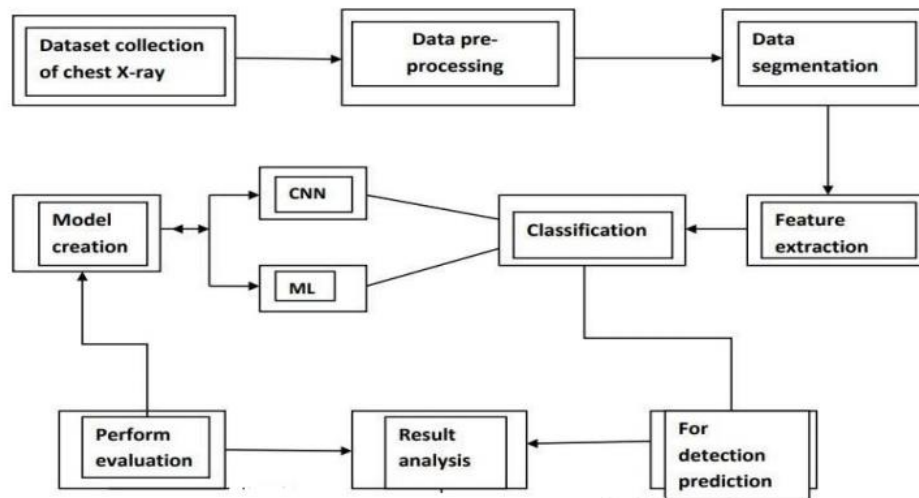 Dataset collection
of chest X-ray
Data pre-
processing
Data
segmentation
CNN
Model
creation
Classification
Feature
extraction
ML
Perform
evaluation
Result
analysis
For
detection
prediction